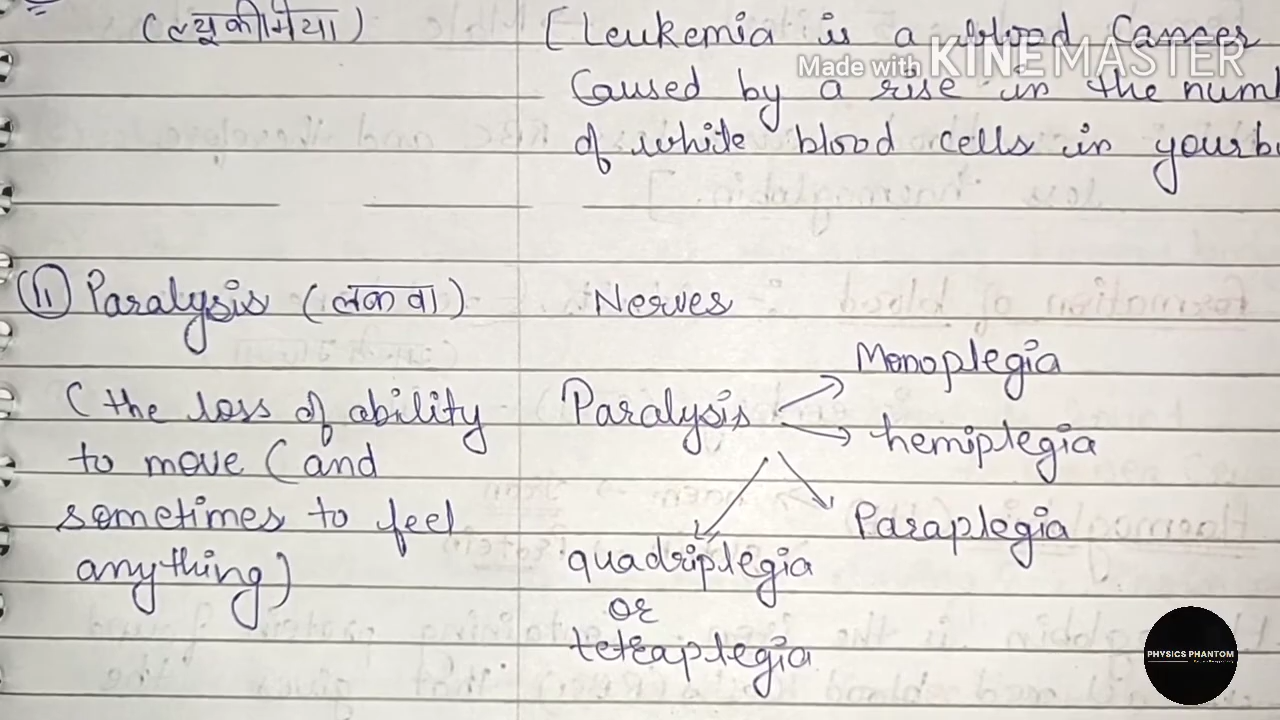 (ल्यूकीमिया)
[Leukemia is a blood Cancer
Made with KINEMASTER
Caused by a rise in the num
of white blood cells in your b
(11) Paralysis (लकवा)
Nerves
(the loss of ability
to move (and
sometimes to feel
anything)
Paralysis
Monoplegia
hemiplegia
Paraplegia
quadriplegia
or
tetraplegia
PHYSICS PHANTOM